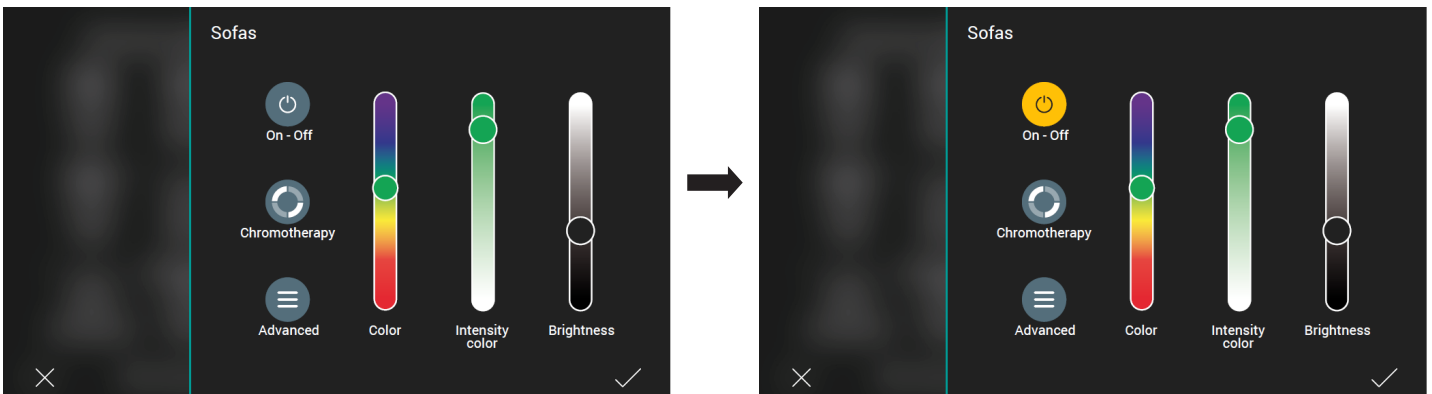 Sofas
On - Off
Chromotherapy
Advanced
Color
Intensity
color
Brightness
Sofas
On - Off
Chromotherapy
Advanced
Color
Intensity
color
Brightness